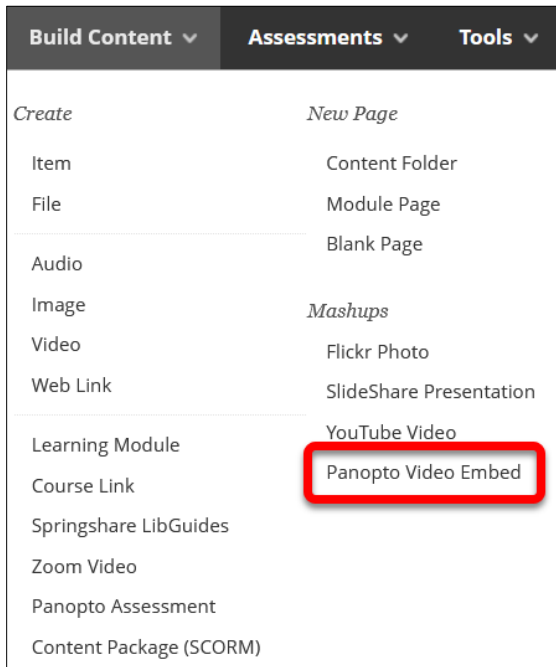 Build Content
Assessments
Tools
Create
Item
File
Audio
Image
Video
Web Link
Learning Module
Course Link
Springshare LibGuides
Zoom Video
Panopto Assessment
Content Package (SCORM)
New Page
Content Folder
Module Page
Blank Page
Mashups
Flickr Photo
SlideShare Presentation
YouTube Video
Panopto Video Embed